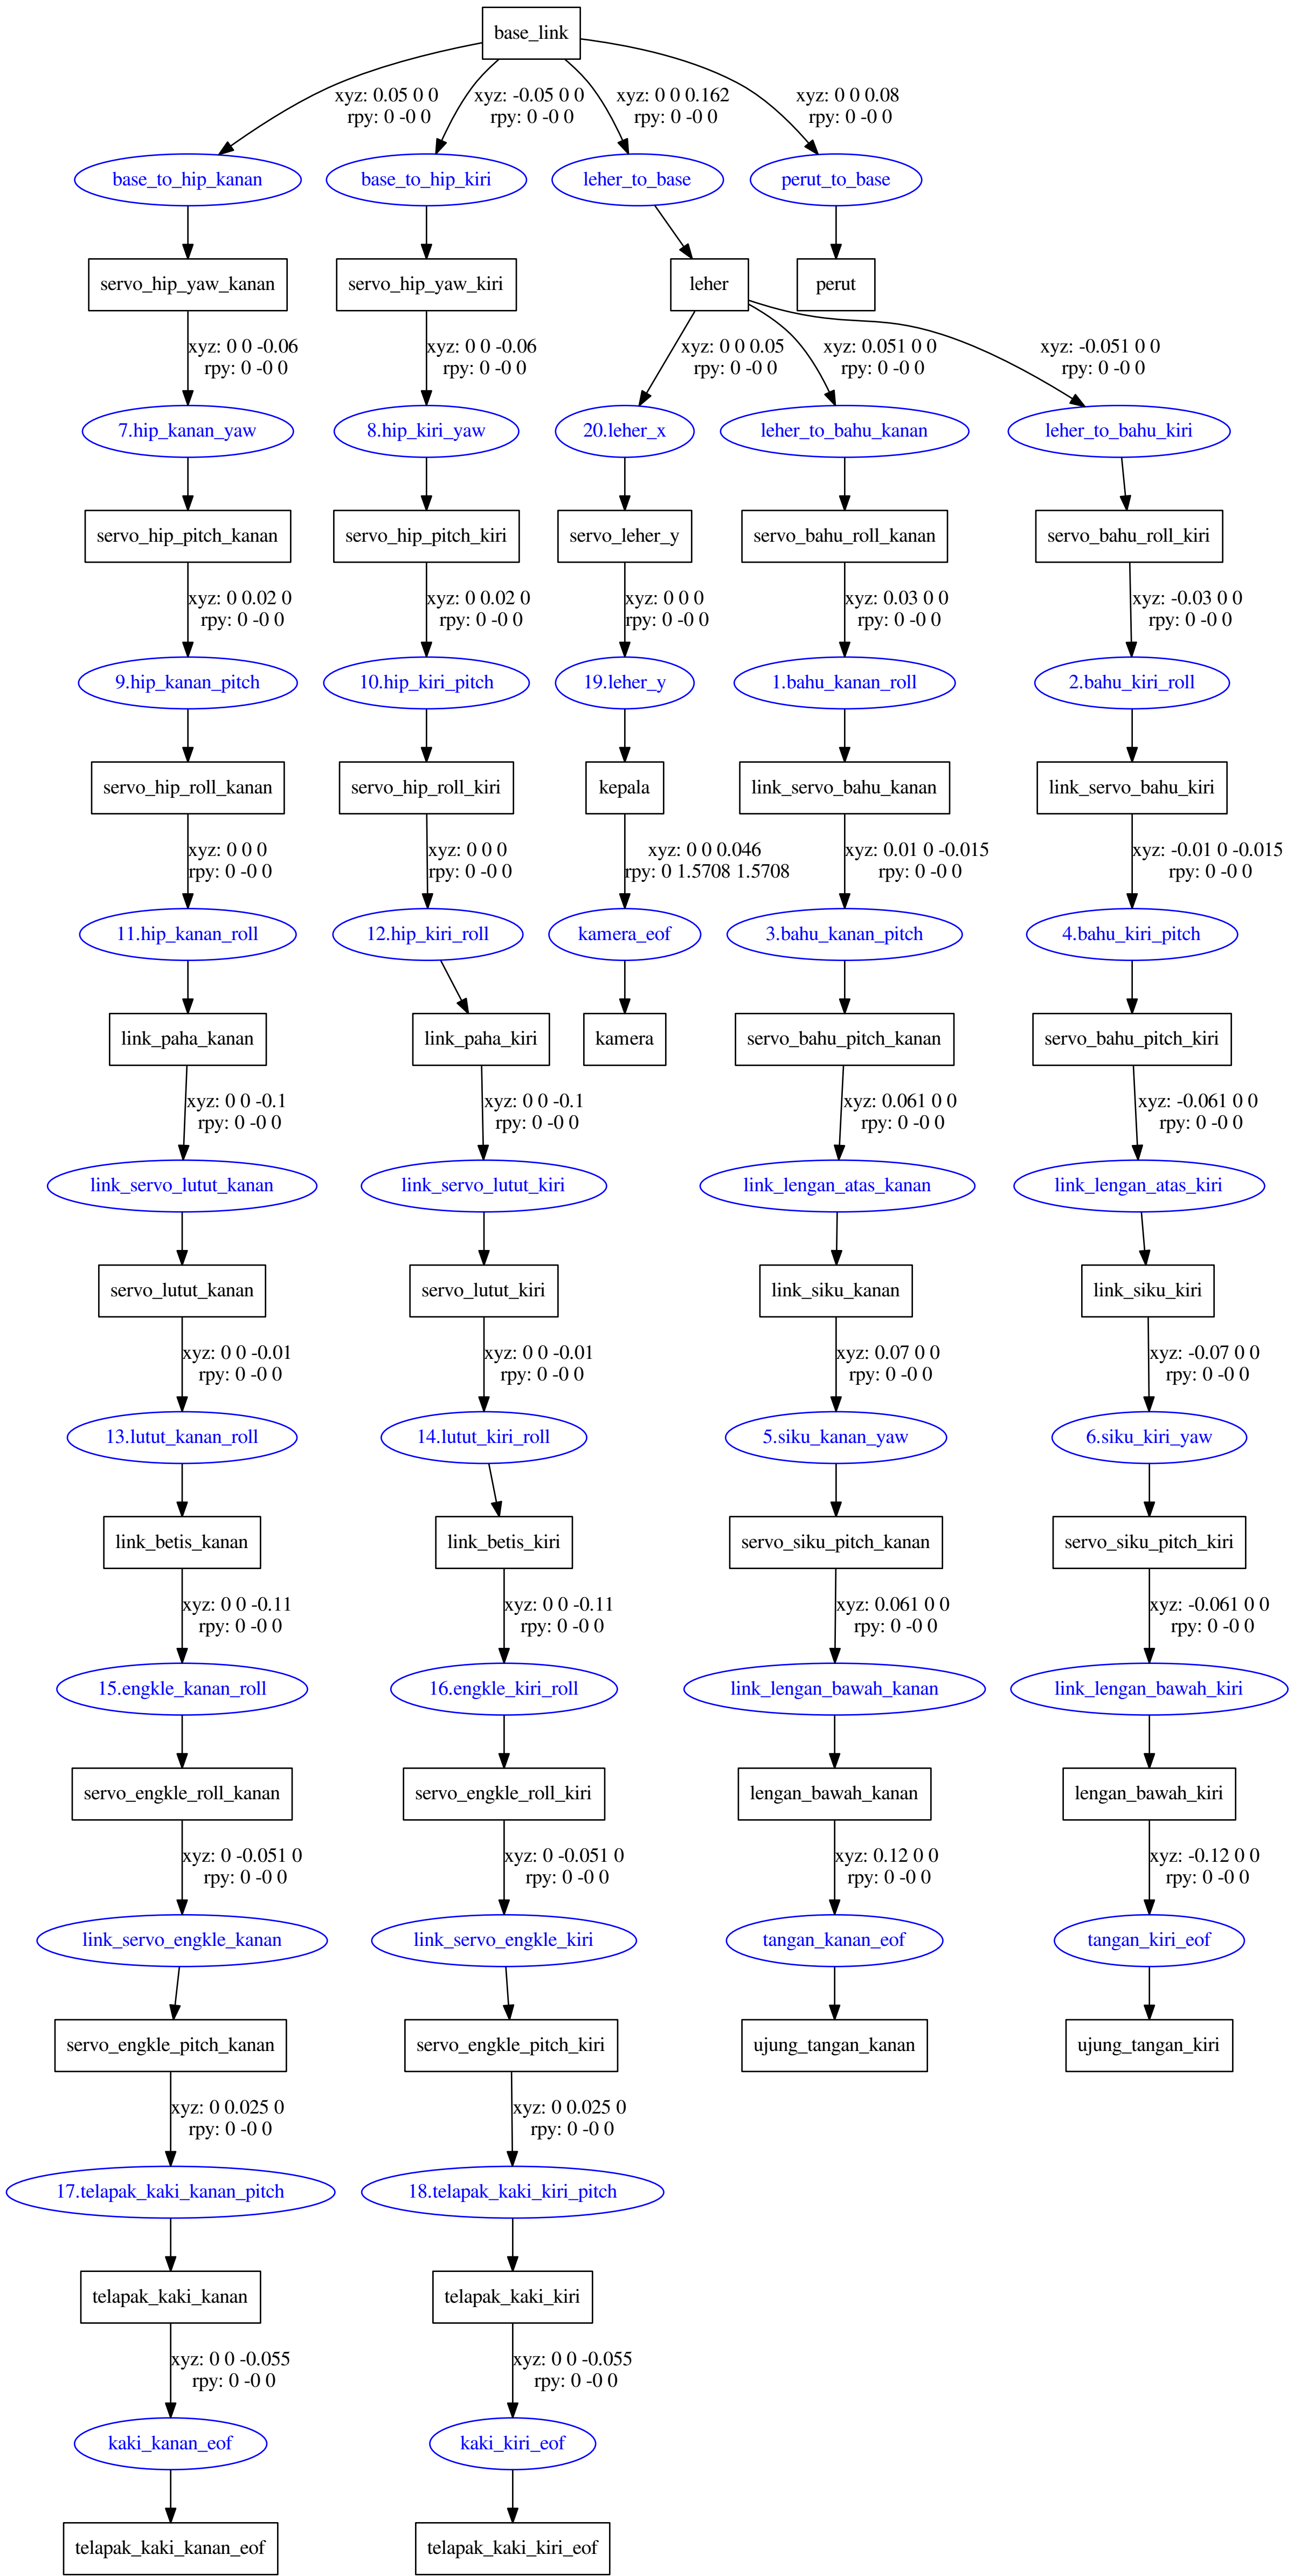 base_link
xyz: 0.05 0 0
rpy: 0 -0 0
xyz: -0.05 0 0
rpy: 0 -0 0
xyz: 0 0 0.162
rpy: 0 -0 0
xyz: 0 0 0.08
rpy: 0 -0 0
base_to_hip_kanan
base_to_hip_kiri
leher_to_base
perut_to_base
servo_hip_yaw_kanan
servo_hip_yaw_kiri
leher
perut
xyz: 0 0 -0.06
rpy: 0 -0 0
xyz: 0 0 -0.06
rpy: 0 -0 0
xyz: 0 0 0.05
rpy: 0 -0 0
xyz: 0.051 0 0
rpy: 0 -0 0
xyz: -0.051 0 0
rpy: 0 -0 0
7.hip_kanan_yaw
8.hip_kiri_yaw
20.leher_x
leher_to_bahu_kanan
leher_to_bahu_kiri
servo_hip_pitch_kanan
servo_hip_pitch_kiri
servo_leher_y
servo_bahu_roll_kanan
servo_bahu_roll_kiri
xyz: 0 0.02 0
rpy: 0 -0 0
xyz: 0 0.02 0
rpy: 0 -0 0
xyz: 0 0 0
rpy: 0 -0 0
xyz: 0.03 0 0
rpy: 0 -0 0
xyz: -0.03 0 0
rpy: 0 -0 0
9.hip_kanan_pitch
10.hip_kiri_pitch
19.leher_y
1.bahu_kanan_roll
2.bahu_kiri_roll
servo_hip_roll_kanan
servo_hip_roll_kiri
kepala
link_servo_bahu_kanan
link_servo_bahu_kiri
xyz: 0 0 0
rpy: 0 -0 0
xyz: 0 0 0
rpy: 0 -0 0
xyz: 0 0 0.046
rpy: 0 1.5708 1.5708
xyz: 0.01 0 -0.015
rpy: 0 -0 0
xyz: -0.01 0 -0.015
rpy: 0 -0 0
11.hip_kanan_roll
12.hip_kiri_roll
kamera_eof
3.bahu_kanan_pitch
4.bahu_kiri_pitch
link_paha_kanan
link_paha_kiri
kamera
servo_bahu_pitch_kanan
servo_bahu_pitch_kiri
xyz: 0 0 -0.1
rpy: 0 -0 0
xyz: 0 0 -0.1
rpy: 0 -0 0
xyz: 0.061 0 0
rpy: 0 -0 0
xyz: -0.061 0 0
rpy: 0 -0 0
link_servo_lutut_kanan
link_servo_lutut_kiri
link_lengan_atas_kanan
link_lengan_atas_kiri
servo_lutut_kanan
servo_lutut_kiri
link_siku_kanan
link_siku_kiri
xyz: 0 0 -0.01
rpy: 0 -0 0
xyz: 0 0 -0.01
rpy: 0 -0 0
xyz: 0.07 0 0
rpy: 0 -0 0
xyz: -0.07 0 0
rpy: 0 -0 0
13.lutut_kanan_roll
14.lutut_kiri_roll
5.siku_kanan_yaw
6.siku_kiri_yaw
link_betis_kanan
link_betis_kiri
servo_siku_pitch_kanan
servo_siku_pitch_kiri
xyz: 0 0 -0.11
rpy: 0 -0 0
xyz: 0 0 -0.11
rpy: 0 -0 0
xyz: 0.061 0 0
rpy: 0 -0 0
xyz: -0.061 0 0
rpy: 0 -0 0
15.engkle_kanan_roll
16.engkle_kiri_roll
link_lengan_bawah_kanan
link_lengan_bawah_kiri
servo_engkle_roll_kanan
servo_engkle_roll_kiri
lengan_bawah_kanan
lengan_bawah_kiri
xyz: 0 -0.051 0
rpy: 0 -0 0
xyz: 0 -0.051 0
rpy: 0 -0 0
xyz: 0.12 0 0
rpy: 0 -0 0
xyz: -0.12 0 0
rpy: 0 -0 0
link_servo_engkle_kanan
link_servo_engkle_kiri
tangan_kanan_eof
tangan_kiri_eof
servo_engkle_pitch_kanan
servo_engkle_pitch_kiri
ujung_tangan_kanan
ujung_tangan_kiri
xyz: 0 0.025 0
rpy: 0 -0 0
xyz: 0 0.025 0
rpy: 0 -0 0
17.telapak_kaki_kanan_pitch
18.telapak_kaki_kiri_pitch
telapak_kaki_kanan
telapak_kaki_kiri
xyz: 0 0 -0.055
rpy: 0 -0 0
xyz: 0 0 -0.055
rpy: 0 -0 0
kaki_kanan_eof
kaki_kiri_eof
telapak_kaki_kanan_eof
telapak_kaki_kiri_eof